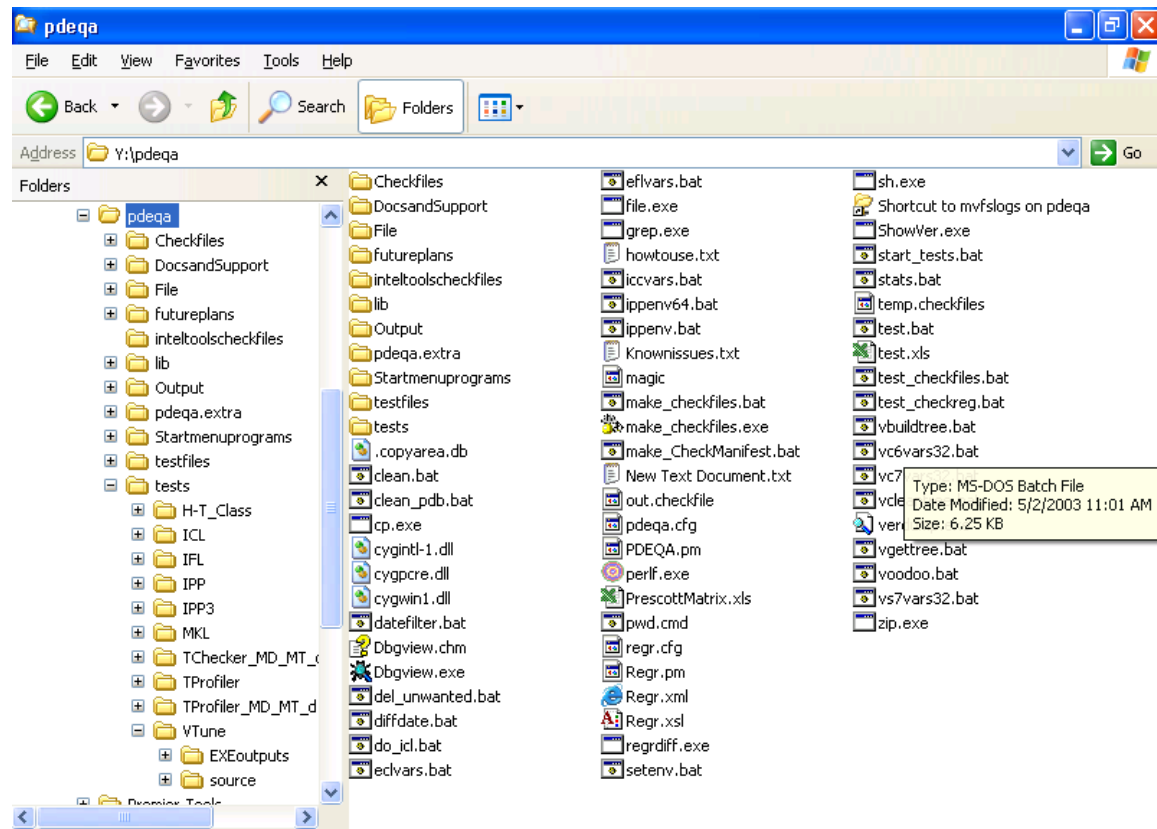 pdeqa
File Edit View Favorites Tools Help
Back Search Folders
Address Y:\pdeqa Go
Folders
pdeqa
Checkfiles
DocsandSupport
File
futureplans
inteltoolscheckfiles
lib
Output
pdeqa.extra
Startmenuprograms
testfiles
tests
H-T_Class
ICL
IFL
IPP
IPP3
MKL
TChecker_MD_MT_
TProfiler
TProfiler_MD_MT_d
VTune
EXEoutputs
source
Premier Tools
Checkfiles
DocsandSupport
File
futureplans
inteltoolscheckfiles
lib
Output
pdeqa.extra
Startmenuprograms
testfiles
tests
.copyarea.db
clean.bat
clean_pdb.bat
cp.exe
cygintl-1.dll
cygpcre.dll
cygwin1.dll
datefilter.bat
Dbgview.chm
Dbgview.exe
del_unwanted.bat
diffdate.bat
do_icl.bat
eclvars.bat
eflvars.bat
file.exe
grep.exe
howtouse.txt
iccvars.bat
ippenv64.bat
ippenv.bat
Knownissues.txt
magic
make_checkfiles.bat
make_checkfiles.exe
make_CheckManifest.bat
New Text Document.txt
out.checkfile
pdeqa.cfg
PDEQA.pm
perlf.exe
PrescottMatrix.xls
pwd.cmd
regr.cfg
Regr.pm
Regr.xml
Regr.xsl
regrdiff.exe
setenv.bat
sh.exe
Shortcut to mvfslogs on pdeqa
ShowVer.exe
start_tests.bat
stats.bat
temp.checkfiles
test.bat
test.xls
test_checkfiles.bat
test_checkreg.bat
vbuildtree.bat
vc6vars32.bat
vc7
vcle
ver
vgettree.bat
voodoo.bat
vs7vars32.bat
zip.exe
Type: MS-DOS Batch File
Date Modified: 5/2/2003 11:01 AM
Size: 6.25 KB